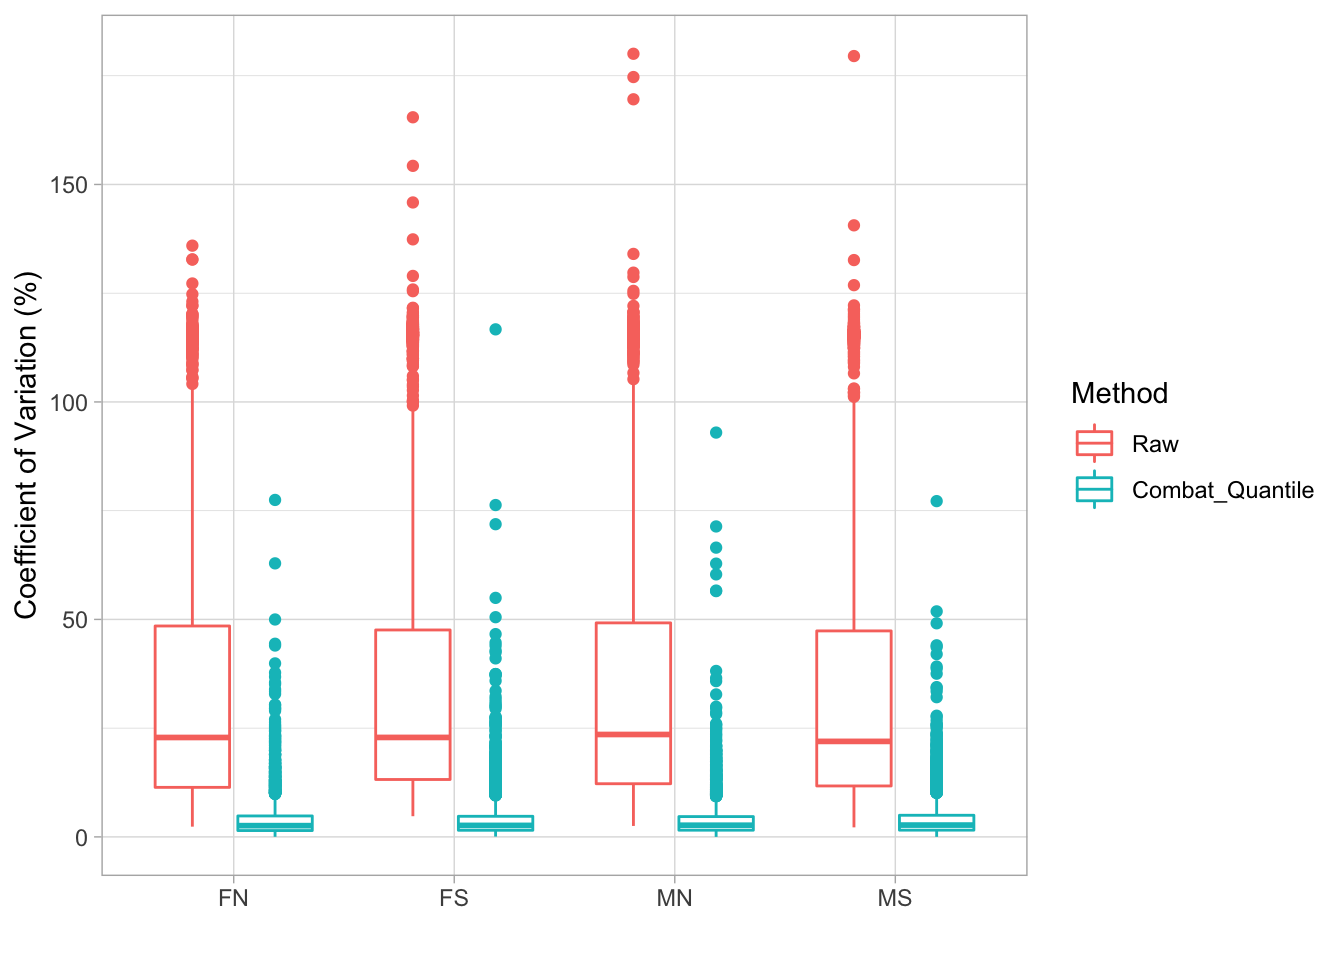 Coefficient of Variation (%)
150
100
50
0
FN
FS
MN
MS
Method
Raw
Combat_Quantile